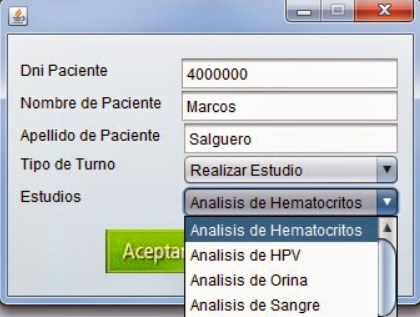 Dni Paciente 4000000
Nombre de Paciente Marcos
Apellido de Paciente Salguero
Tipo de Turno Realizar Estudio
Estudios Analisis de Hematocritos
Analisis de Hematocritos
Analisis de HPV
Analisis de Orina
Analisis de Sangre
Acepta